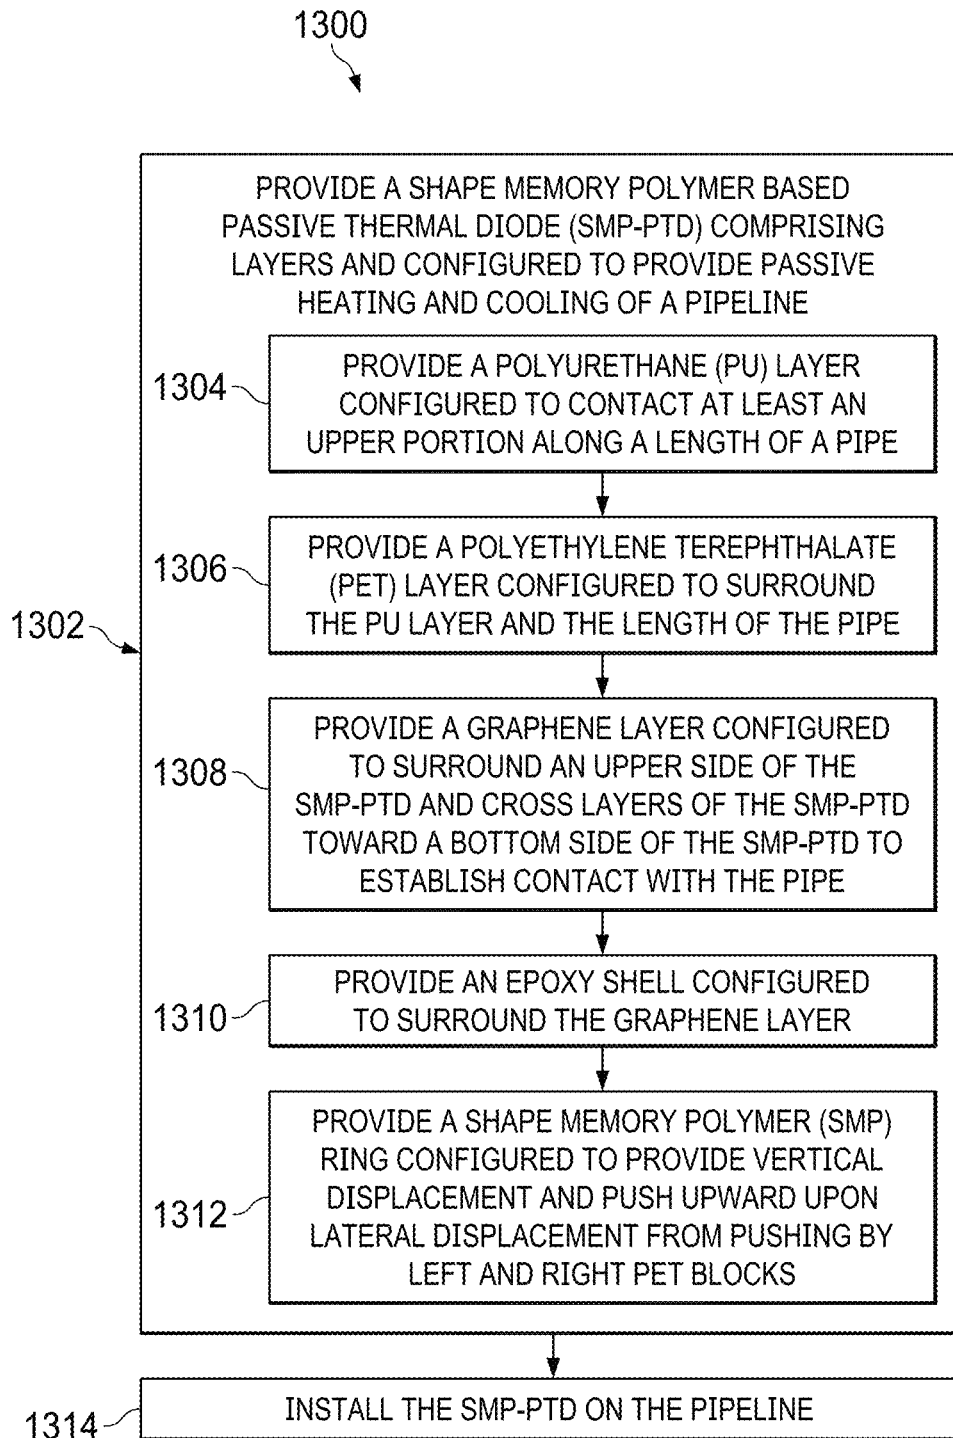 1300
PROVIDE A SHAPE MEMORY POLYMER BASED
PASSIVE THERMAL DIODE (SMP-PTD) COMPRISING
LAYERS AND CONFIGURED TO PROVIDE PASSIVE
HEATING AND COOLING OF A PIPELINE
1304
PROVIDE A POLYURETHANE (PU) LAYER
CONFIGURED TO CONTACT AT LEAST AN
UPPER PORTION ALONG A LENGTH OF A PIPE
1306
PROVIDE A POLYETHYLENE TEREPHTHALATE
(PET) LAYER CONFIGURED TO SURROUND
THE PU LAYER AND THE LENGTH OF THE PIPE
1302
1308
PROVIDE A GRAPHENE LAYER CONFIGURED
TO SURROUND AN UPPER SIDE OF THE
SMP-PTD AND CROSS LAYERS OF THE SMP-PTD
TOWARD A BOTTOM SIDE OF THE SMP-PTD TO
ESTABLISH CONTACT WITH THE PIPE
1310
PROVIDE AN EPOXY SHELL CONFIGURED
TO SURROUND THE GRAPHENE LAYER
1312
PROVIDE A SHAPE MEMORY POLYMER (SMP)
RING CONFIGURED TO PROVIDE VERTICAL
DISPLACEMENT AND PUSH UPWARD UPON
LATERAL DISPLACEMENT FROM PUSHING BY
LEFT AND RIGHT PET BLOCKS
1314
INSTALL THE SMP-PTD ON THE PIPELINE